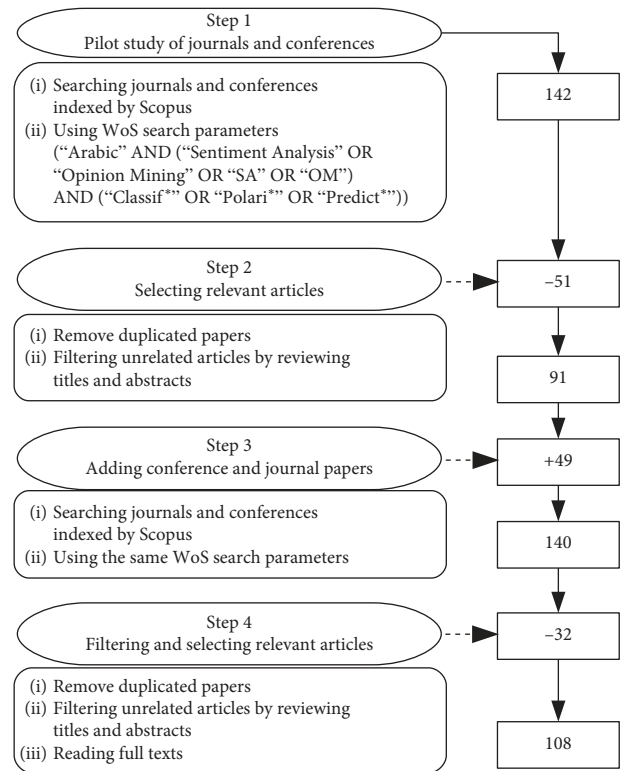 Step 1
Pilot study of journals and conferences
142
(i) Searching journals and conferences
indexed by Scopus
(ii) Using WoS search parameters
(“Arabic” AND (“Sentiment Analysis” OR
“Opinion Mining” OR “SA” OR “OM”)
AND (“Classif*” OR “Polari*” OR “Predict*”))
Step 2
Selecting relevant articles
–51
(i) Remove duplicated papers
(ii) Filtering unrelated articles by reviewing
titles and abstracts
91
Step 3
Adding conference and journal papers
+49
(i) Searching journals and conferences
indexed by Scopus
(ii) Using the same WoS search parameters
140
Step 4
Filtering and selecting relevant articles
–32
(i) Remove duplicated papers
(ii) Filtering unrelated articles by reviewing
titles and abstracts
(iii) Reading full texts
108